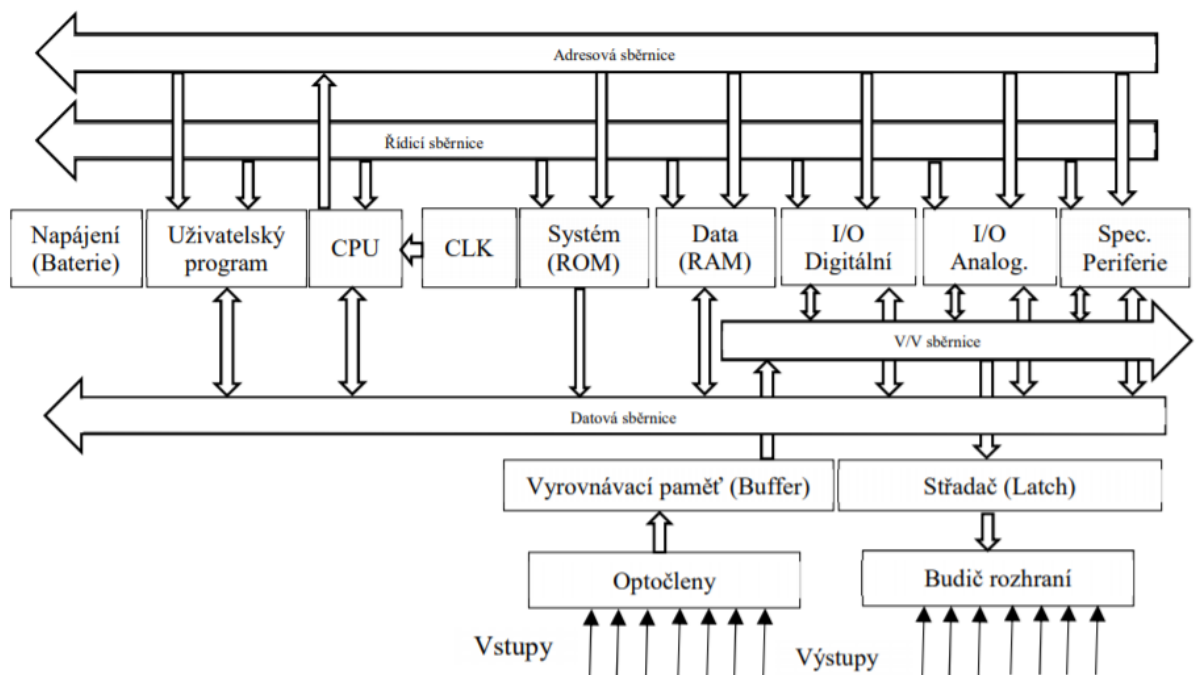 Adresová sběrnice
Řídicí sběrnice
Napájení
(Baterie)
Uživatelský
program
CPU
CLK
Systém
(ROM)
Data
(RAM)
I/O
Digitální
I/O
Analog.
Spec.
Periferie
V/V sběrnice
Datová sběrnice
Vyrovnávací paměť (Buffer)
Střadač (Latch)
Optočleny
Budič rozhraní
Vstupy
Výstupy